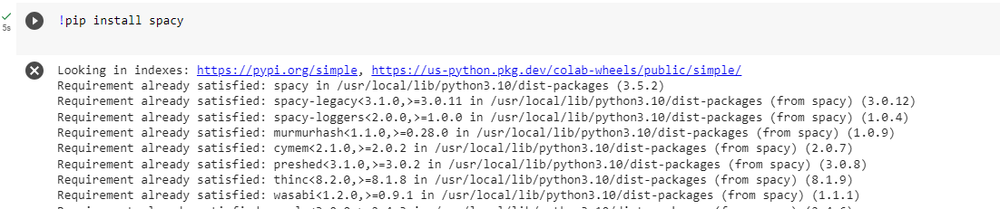 !pip install spacy
5s
Looking in indexes: https://pypi.org/simple, https://us-python.pkg.dev/colab-wheels/public/simple/
Requirement already satisfied: spacy in /usr/local/lib/python3.10/dist-packages (3.5.2)
Requirement already satisfied: spacy-legacy<3.1.0,>=3.0.11 in /usr/local/lib/python3.10/dist-packages (from spacy) (3.0.12)
Requirement already satisfied: spacy-loggers<2.0.0,>=1.0.0 in /usr/local/lib/python3.10/dist-packages (from spacy) (1.0.4)
Requirement already satisfied: murmurhash<1.1.0,>=0.28.0 in /usr/local/lib/python3.10/dist-packages (from spacy) (1.0.9)
Requirement already satisfied: cymem<2.1.0,>=2.0.2 in /usr/local/lib/python3.10/dist-packages (from spacy) (2.0.7)
Requirement already satisfied: preshed<3.1.0,>=3.0.2 in /usr/local/lib/python3.10/dist-packages (from spacy) (3.0.8)
Requirement already satisfied: thinc<8.2.0,>=8.1.8 in /usr/local/lib/python3.10/dist-packages (from spacy) (8.1.9)
Requirement already satisfied: wasabi<1.2.0,>=0.9.1 in /usr/local/lib/python3.10/dist-packages (from spacy) (1.1.1)